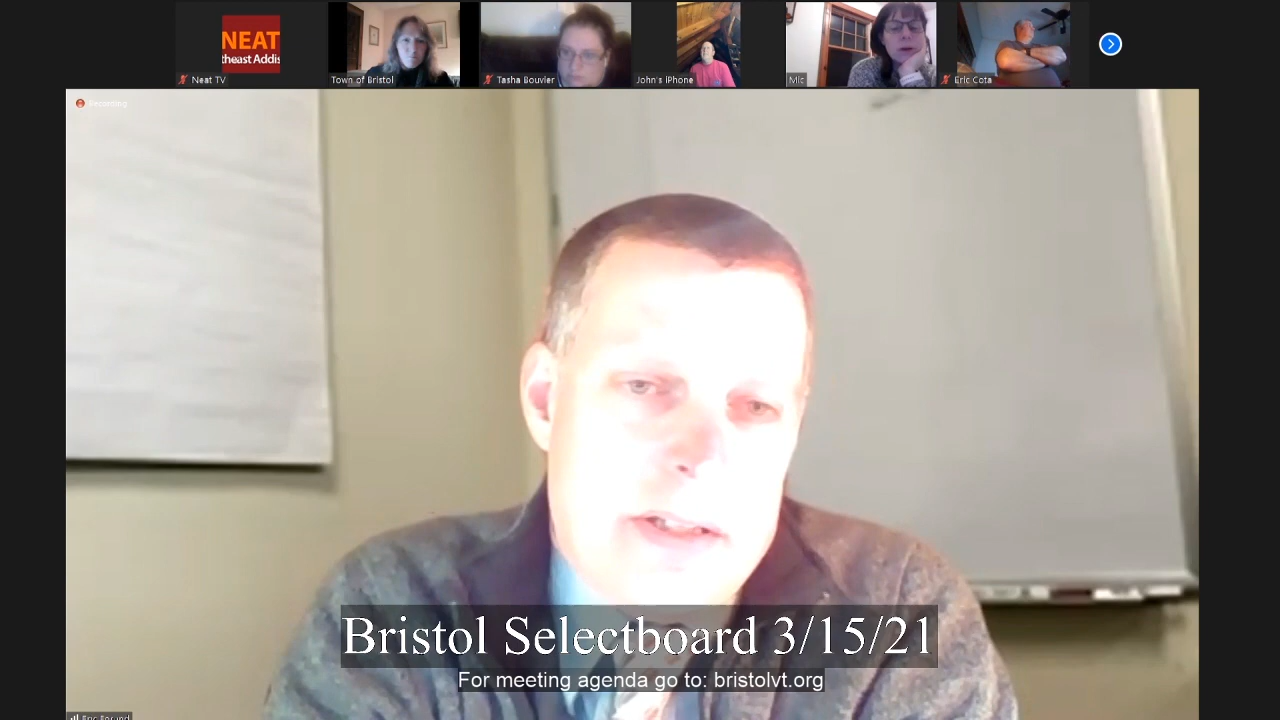 NEAT
theast Addis
Neat TV
Town of Bristol
Tasha Bouvier
John's iPhone
Mic
Eric Cota
Recording
Bristol Selectboard 3/15/21
For meeting agenda go to: bristolvt.org